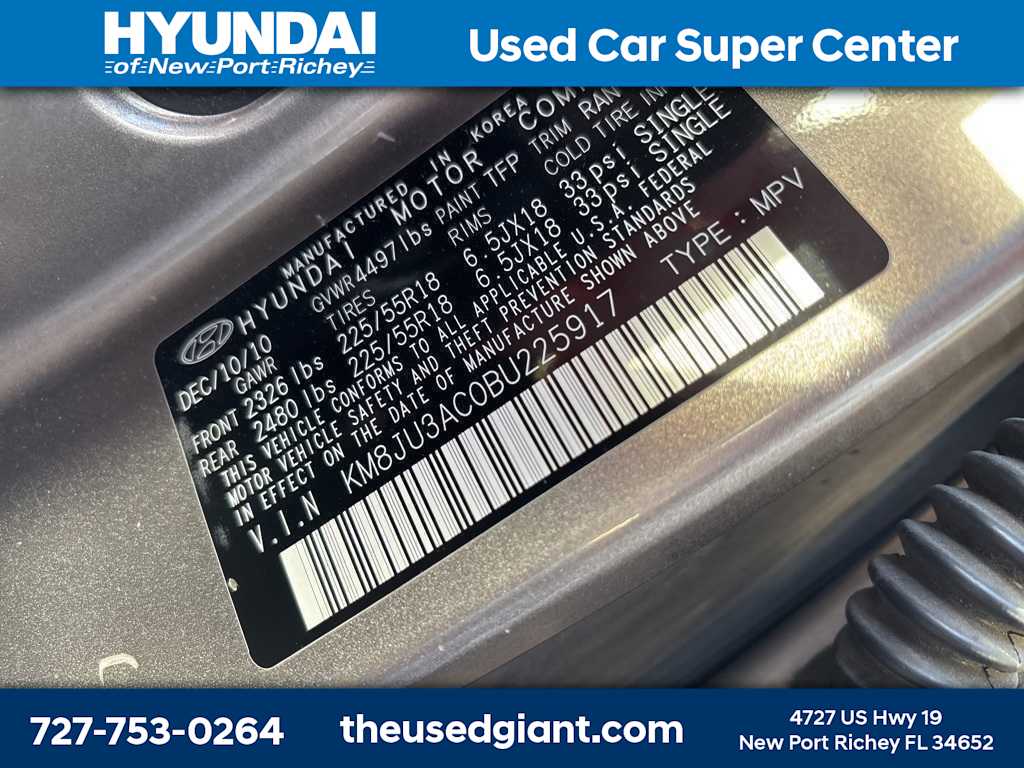 HYUNDAI
of New Port Richey
Used Car Super Center
MANUFACTURED IN KOREA
HYUNDAI MOTOR
DEC/10/10 GVWR 4497lbs PAINT TFP TRIM
GAWR TIRES RIMS COLD TIRE
FRONT 2326 lbs 225/55R18 6.5JX18 33psi SINGLE
REAR 2480 lbs 225/55R18 6.5JX18 33psi SINGLE
THIS VEHICLE CONFORMS TO ALL APPLICABLE U.S.A. FEDERAL
MOTOR VEHICLE SAFETY AND THEFT PREVENTION STANDARDS
IN EFFECT ON THE DATE OF MANUFACTURE SHOWN ABOVE
V.I.N KM8JU3AC0BU225917 TYPE : MPV
727-753-0264
theusedgiant.com
4727 US Hwy 19
New Port Richey FL 34652